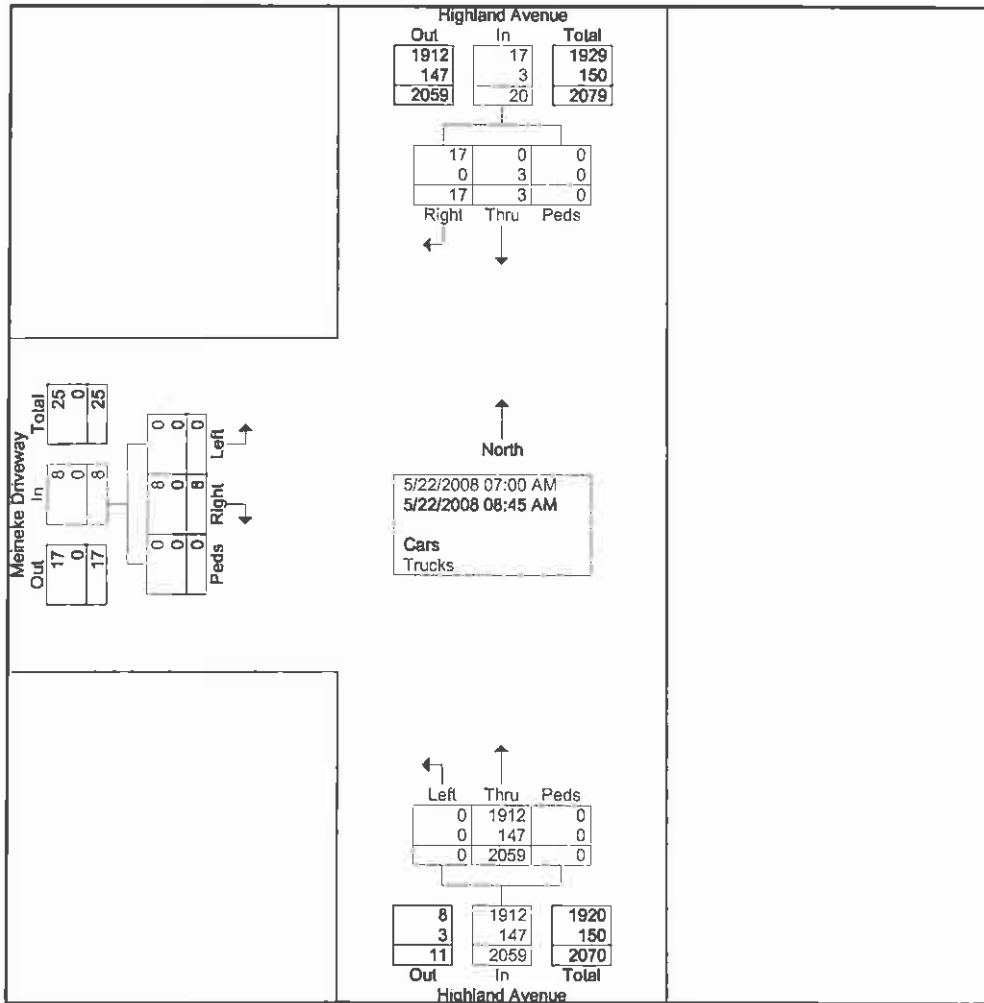 Highland Avenue
Out In Total
1912 17 1929
147 3 150
2059 20 2079
17 0 0
0 3 0
17 3 0
Right Thru Peds
Meineke Driveway
Out In Total
17 8 25
0 0 0
17 8 25
Peds Right Left
0 8 0
0 0 0
0 8 0
North
5/22/2008 07:00 AM
5/22/2008 08:45 AM
Cars
Trucks
Left Thru Peds
0 1912 0
0 147 0
0 2059 0
8 1912 1920
3 147 150
11 2059 2070
Out In Total
Highland Avenue